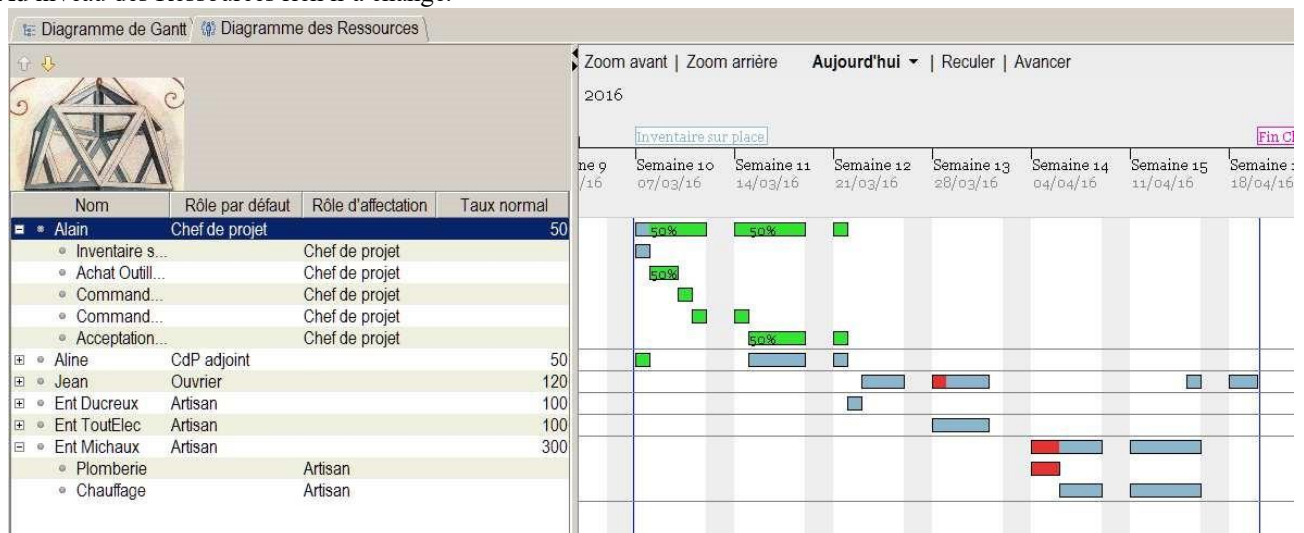 Diagramme de Gantt Diagramme des Ressources
Zoom avant | Zoom arrière Aujourd'hui | Reculer | Avancer
2016
Inventaire sur place
Semaine 10 Semaine 11 Semaine 12 Semaine 13 Semaine 14 Semaine 15 Semaine
/16 07/03/16 14/03/16 21/03/16 28/03/16 04/04/16 11/04/16 18/04/16
Nom Rôle par défaut Rôle d'affectation Taux normal
Alain Chef de projet 50 50% 50%
Inventaire s... Chef de projet
Achat Outill... Chef de projet 50%
Command... Chef de projet
Command... Chef de projet
Acceptation... Chef de projet 50%
Aline CdP adjoint 50
Jean Ouvrier 120
Ent Ducreux Artisan 100
Ent ToutElec Artisan 100
Ent Michaux Artisan 300
Plomberie Artisan
Chauffage Artisan